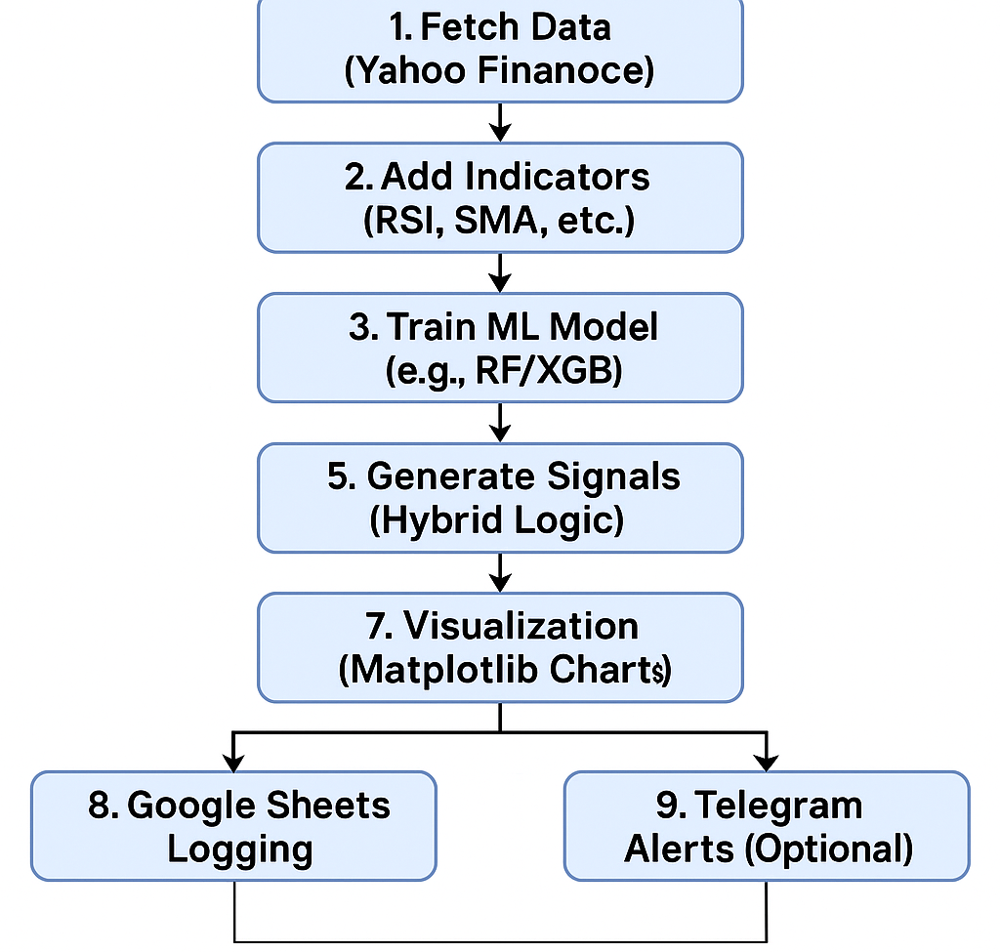 1. Fetch Data
(Yahoo Finanoce)
2. Add Indicators
(RSI, SMA, etc.)
3. Train ML Model
(e.g., RF/XGB)
5. Generate Signals
(Hybrid Logic)
7. Visualization
(Matplotlib Chart$)
8. Google Sheets
Logging
9. Telegram
Alerts (Optional)